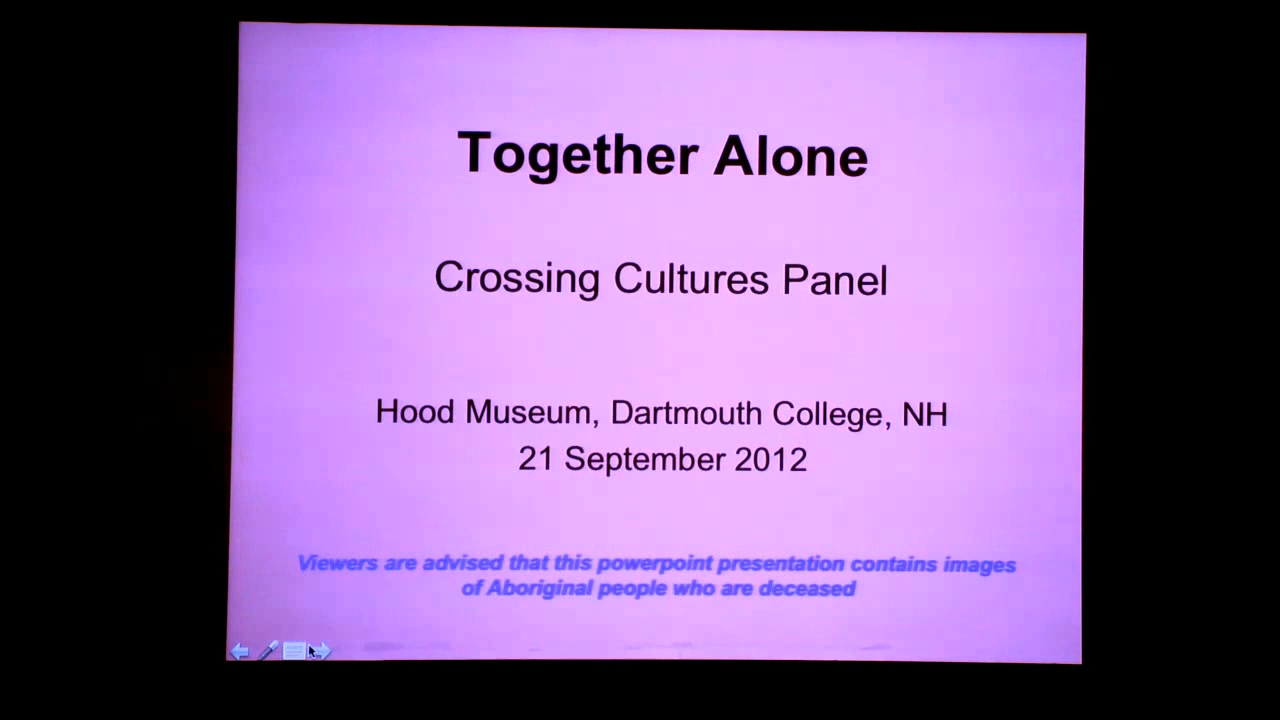 Together Alone
Crossing Cultures Panel
Hood Museum, Dartmouth College, NH
21 September 2012
Viewers are advised that this powerpoint presentation contains images
of Aboriginal people who are deceased